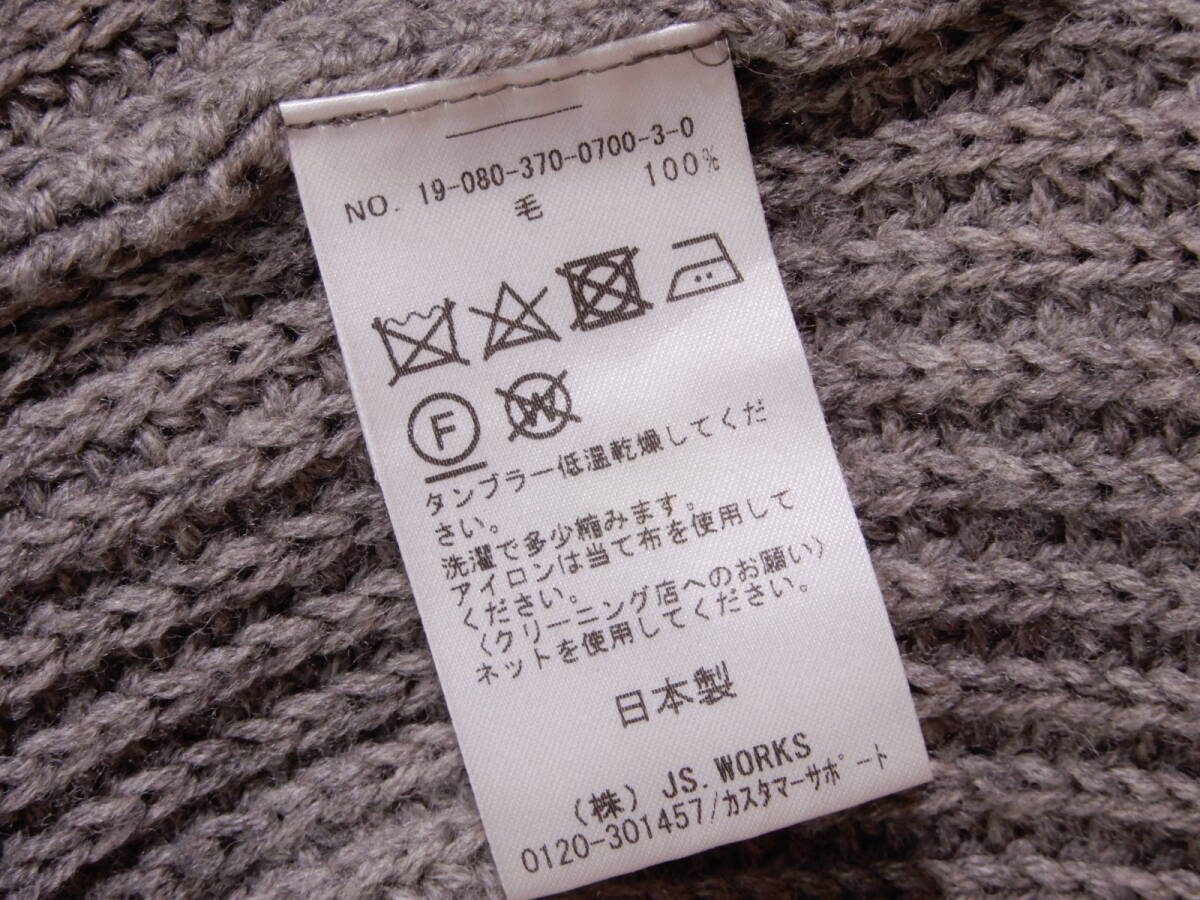 NO. 19-080-370-0700-3-0
毛 100%
F W
タンブラー低温乾燥してくだ
さい。
洗濯で多少縮みます。
アイロンは当て布を使用して
ください。
〈クリーニング店へのお願い〉
ネットを使用してください。
日本製
(株) JS. WORKS
0120-301457/カスタマーサポート